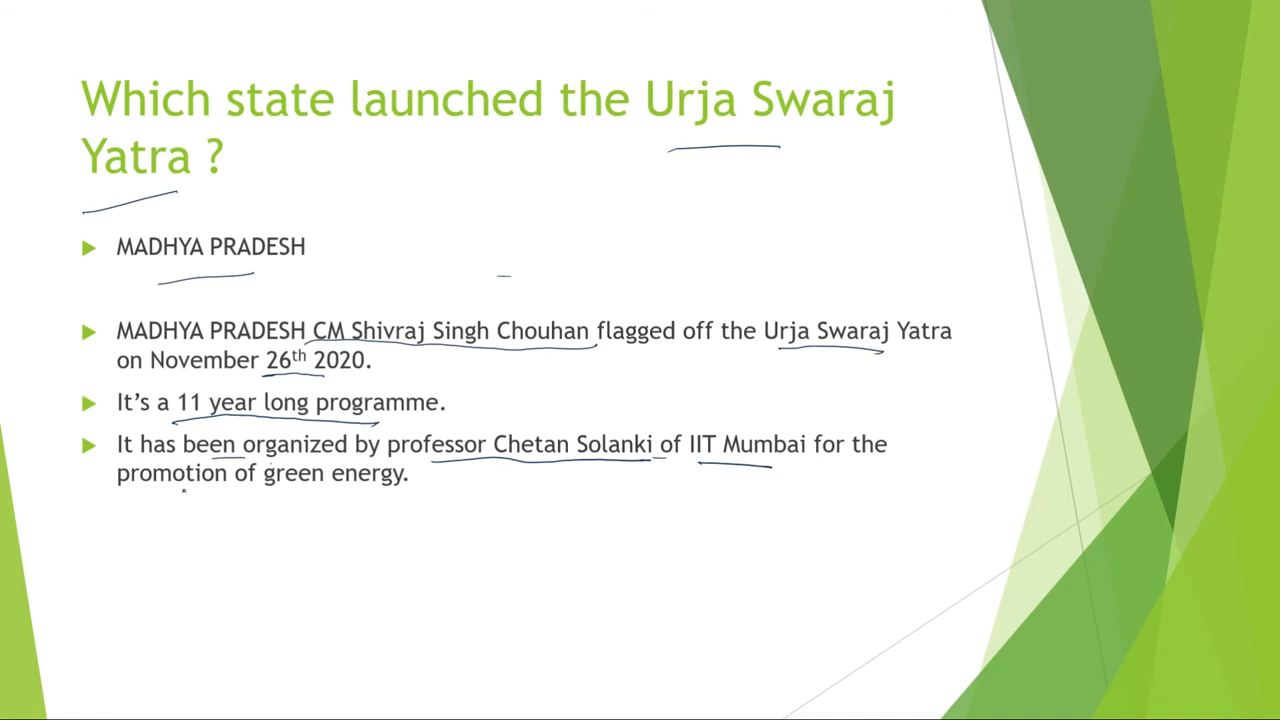 Which state launched the Urja Swaraj
Yatra ?
MADHYA PRADESH
MADHYA PRADESH CM Shivraj Singh Chouhan flagged off the Urja Swaraj Yatra
on November 26th 2020.
It's a 11 year long programme.
It has been organized by professor Chetan Solanki of IIT Mumbai for the
promotion of green energy.